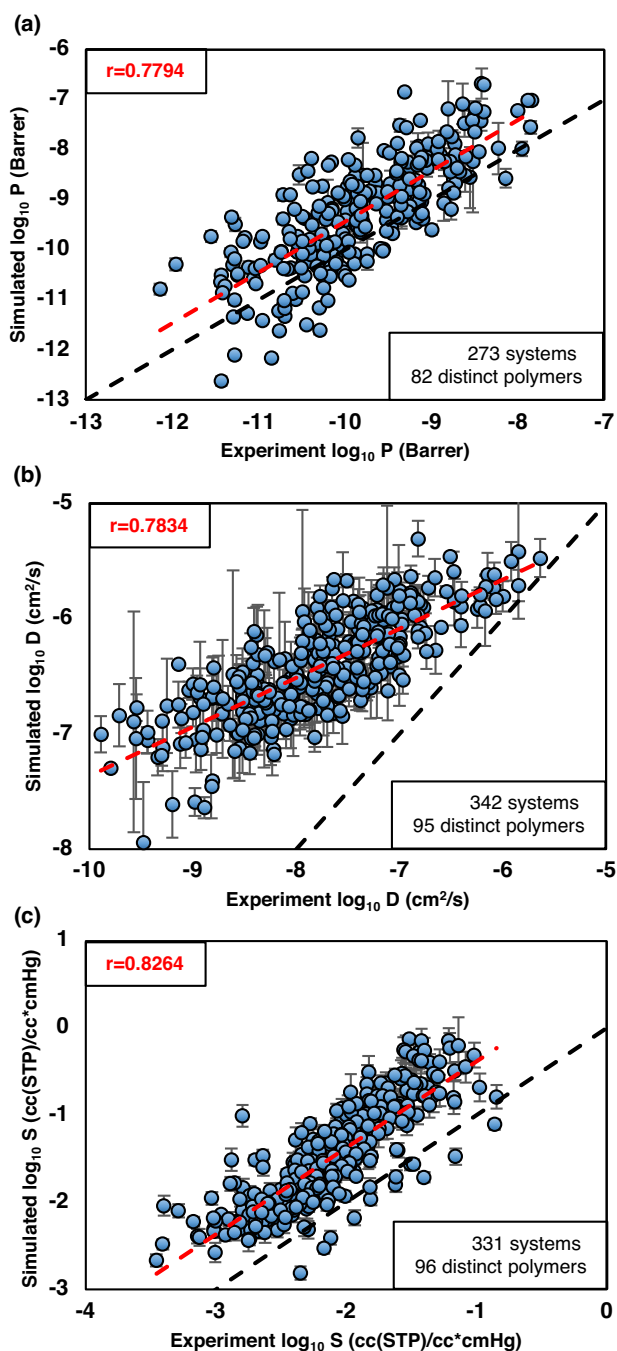 (a)
-6
-7
-8
-9
-10
-11
-12
-13
Simulated log₁₀ P (Barrer)
r=0.7794
273 systems
82 distinct polymers
-13 -12 -11 -10 -9 -8 -7
Experiment log₁₀ P (Barrer)
(b)
-5
-6
-7
-8
Simulated log₁₀ D (cm²/s)
r=0.7834
342 systems
95 distinct polymers
-10 -9 -8 -7 -6 -5
Experiment log₁₀ D (cm²/s)
(c)
1
0
-1
-2
-3
Simulated log₁₀ S (cc(STP)/cc*cmHg)
r=0.8264
331 systems
96 distinct polymers
-4 -3 -2 -1 0
Experiment log₁₀ S (cc(STP)/cc*cmHg)